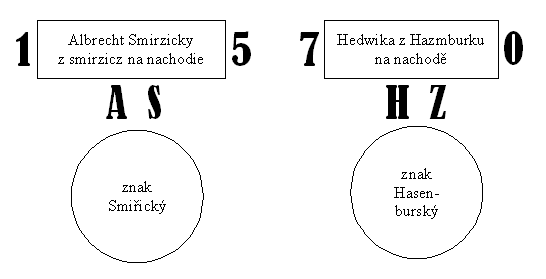 1 Albrecht Smirzicky 5 7 Hedwika z Hazmburku 0
z smirzicz na nachodie na nachodě
A S H Z
znak znak
Smiřický Hasen-
burský